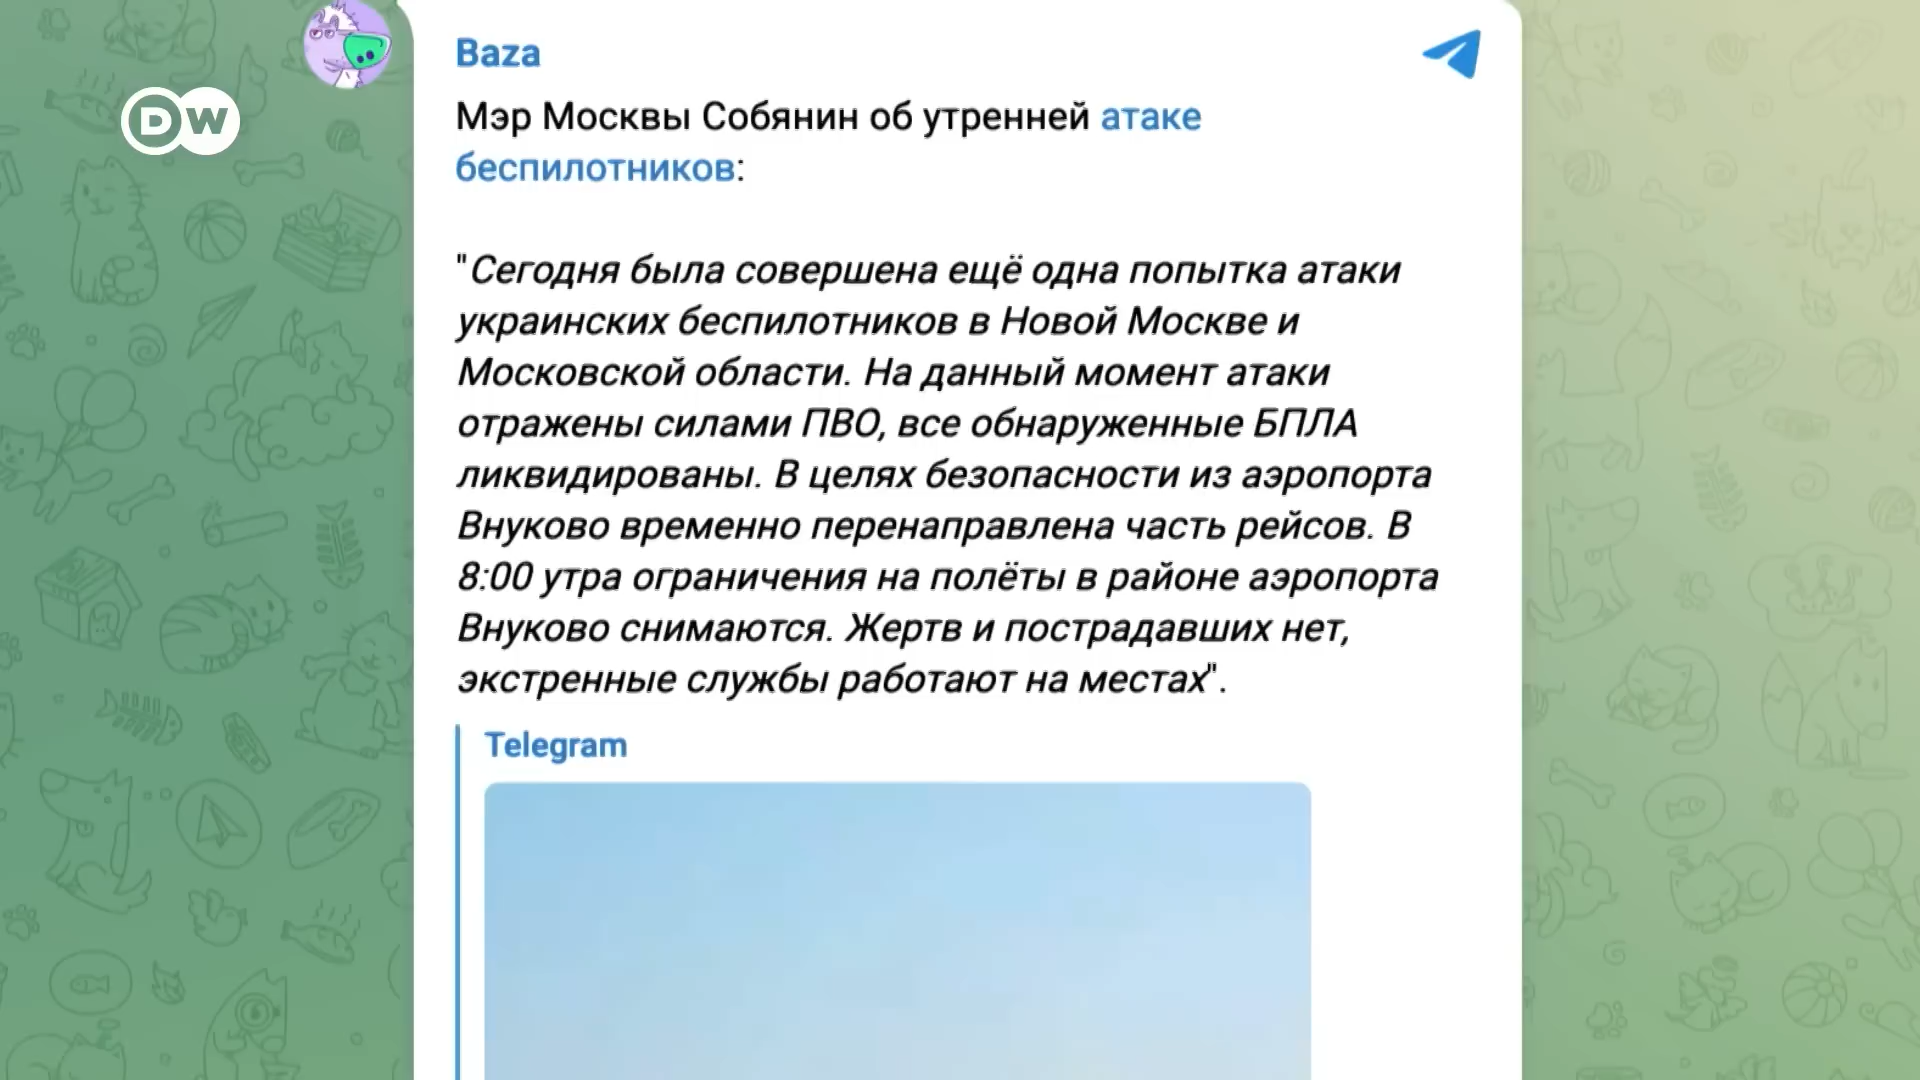 DW
Baza
Мэр Москвы Собянин об утренней атаке
беспилотников:
"Сегодня была совершена ещё одна попытка атаки
украинских беспилотников в Новой Москве и
Московской области. На данный момент атаки
отражены силами ПВО, все обнаруженные БПЛА
ликвидированы. В целях безопасности из аэропорта
Внуково временно перенаправлена часть рейсов. В
8:00 утра ограничения на полёты в районе аэропорта
Внуково снимаются. Жертв и пострадавших нет,
экстренные службы работают на местах".
Telegram